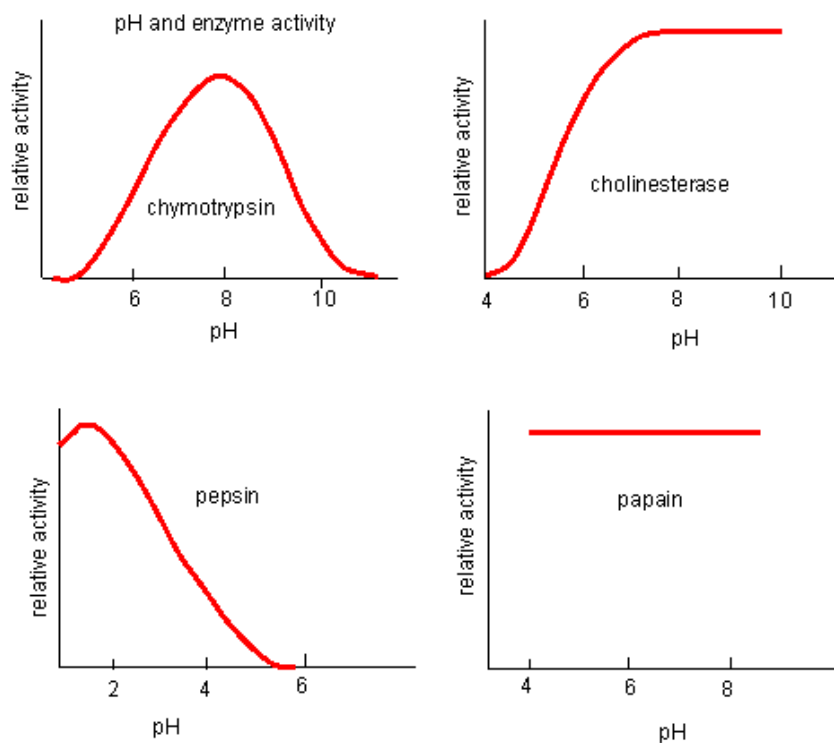 pH and enzyme activity
relative activity
chymotrypsin
6 8 10
pH
relative activity
cholinesterase
4 6 8 10
pH
relative activity
pepsin
2 4 6
pH
relative activity
papain
4 6 8
pH